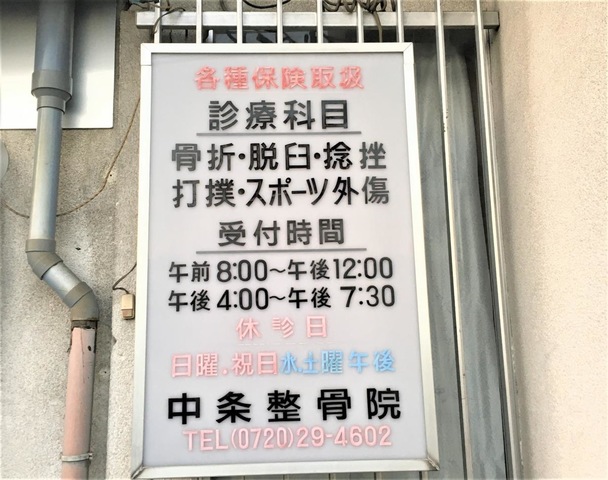 各種保険取扱
診療科目
骨折・脱臼・捻挫
打撲・スポーツ外傷
受付時間
午前 8:00～午後12:00
午後 4:00～午後 7:30
休診日
日曜.祝日水.土曜午後
中条整骨院
TEL(0720)29-4602